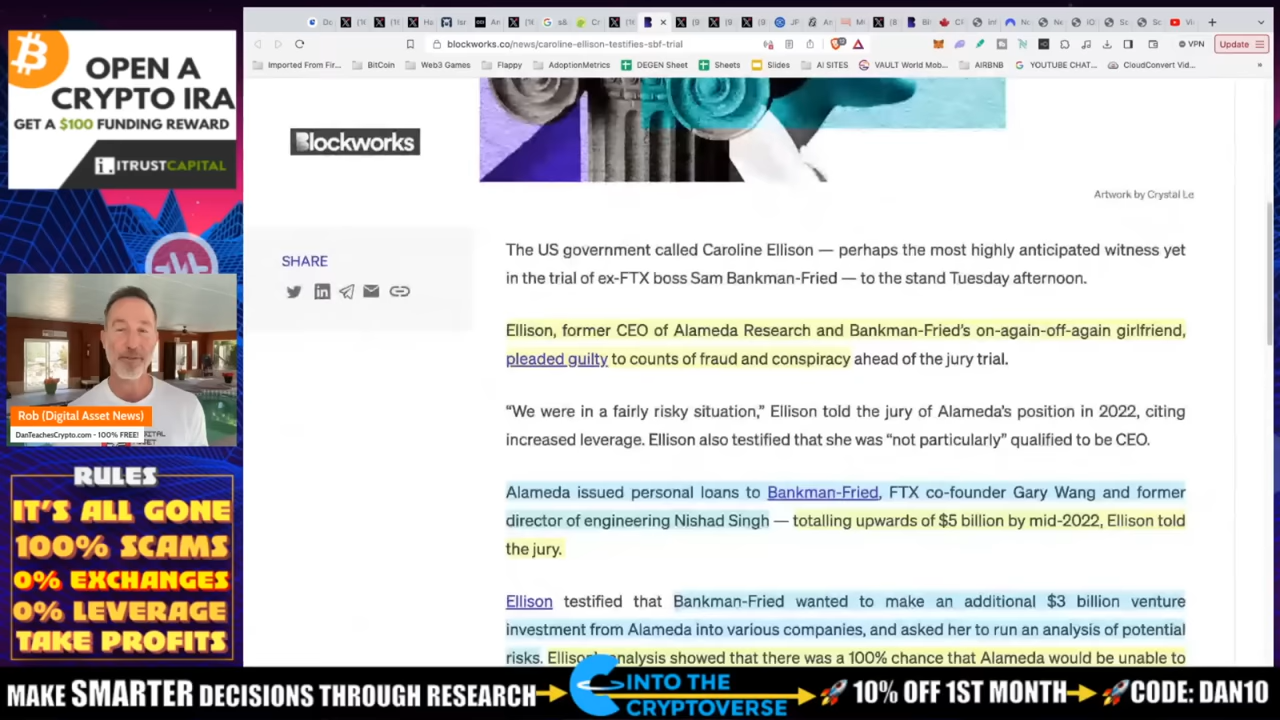 OPEN A
CRYPTO IRA
GET A $100 FUNDING REWARD
ITRUSTCAPITAL
Rob (Digital Asset News)
DanTeachesCrypto.com - 100% FREE!
RULES
IT'S ALL GONE
100% SCAMS
0% EXCHANGES
0% LEVERAGE
TAKE PROFITS
blockworks.co/news/caroline-ellison-testifies-sbf-trial
VPN
Update
Imported From Fir...
BitCoin
Web3 Games
Flappy
AdoptionMetrics
DEGEN Sheet
Sheets
Slides
AI SITES
VAULT World Mob...
AIRBNB
YOUTUBE CHAT...
CloudConvert Vid...
Blockworks
Artwork by Crystal Le
SHARE
The US government called Caroline Ellison — perhaps the most highly anticipated witness yet
in the trial of ex-FTX boss Sam Bankman-Fried — to the stand Tuesday afternoon.
Ellison, former CEO of Alameda Research and Bankman-Fried's on-again-off-again girlfriend,
pleaded guilty to counts of fraud and conspiracy ahead of the jury trial.
“We were in a fairly risky situation,” Ellison told the jury of Alameda's position in 2022, citing
increased leverage. Ellison also testified that she was “not particularly” qualified to be CEO.
Alameda issued personal loans to Bankman-Fried, FTX co-founder Gary Wang and former
director of engineering Nishad Singh — totalling upwards of $5 billion by mid-2022, Ellison told
the jury.
Ellison testified that Bankman-Fried wanted to make an additional $3 billion venture
investment from Alameda into various companies, and asked her to run an analysis of potential
risks. Ellison's analysis showed that there was a 100% chance that Alameda would be unable to
MAKE SMARTER DECISIONS THROUGH RESEARCH
INTO THE
CRYPTOVERSE
10% OFF 1ST MONTH
CODE: DAN10